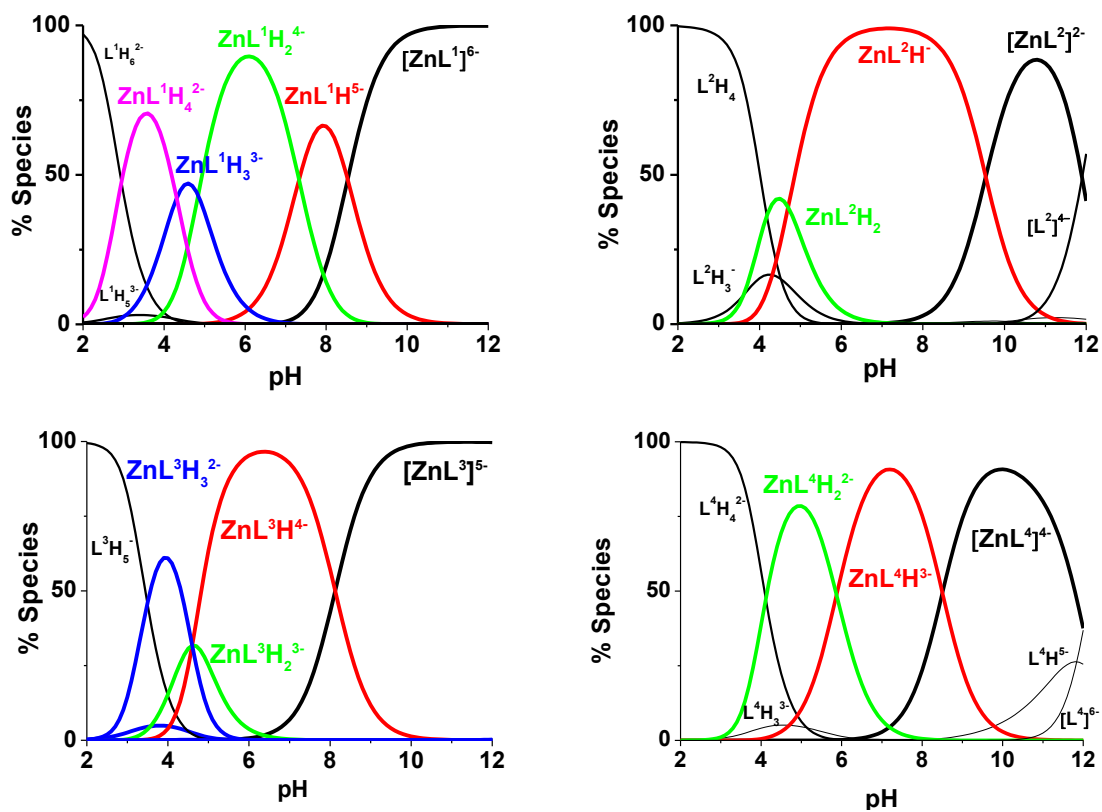 100
50
0
% Species
L¹H₆²⁻
ZnL¹H₄²⁻
ZnL¹H₂⁴⁻
ZnL¹H₃³⁻
ZnL¹H⁵⁻
[ZnL¹]⁶⁻
L¹H₅³⁻
2 4 6 8 10 12
pH
100
50
0
% Species
L²H₄
ZnL²H⁻
[ZnL²]²⁻
ZnL²H₂
L²H₃⁻
[L²]⁴⁻
2 4 6 8 10 12
pH
100
50
0
% Species
ZnL³H₃²⁻
L³H₅⁻
ZnL³H⁴⁻
[ZnL³]⁵⁻
ZnL³H₂³⁻
2 4 6 8 10 12
pH
100
50
0
% Species
L⁴H₄²⁻
ZnL⁴H₂²⁻
[ZnL⁴]⁴⁻
ZnL⁴H³⁻
L⁴H₃³⁻
L⁴H⁵⁻
[L⁴]⁶⁻
2 4 6 8 10 12
pH